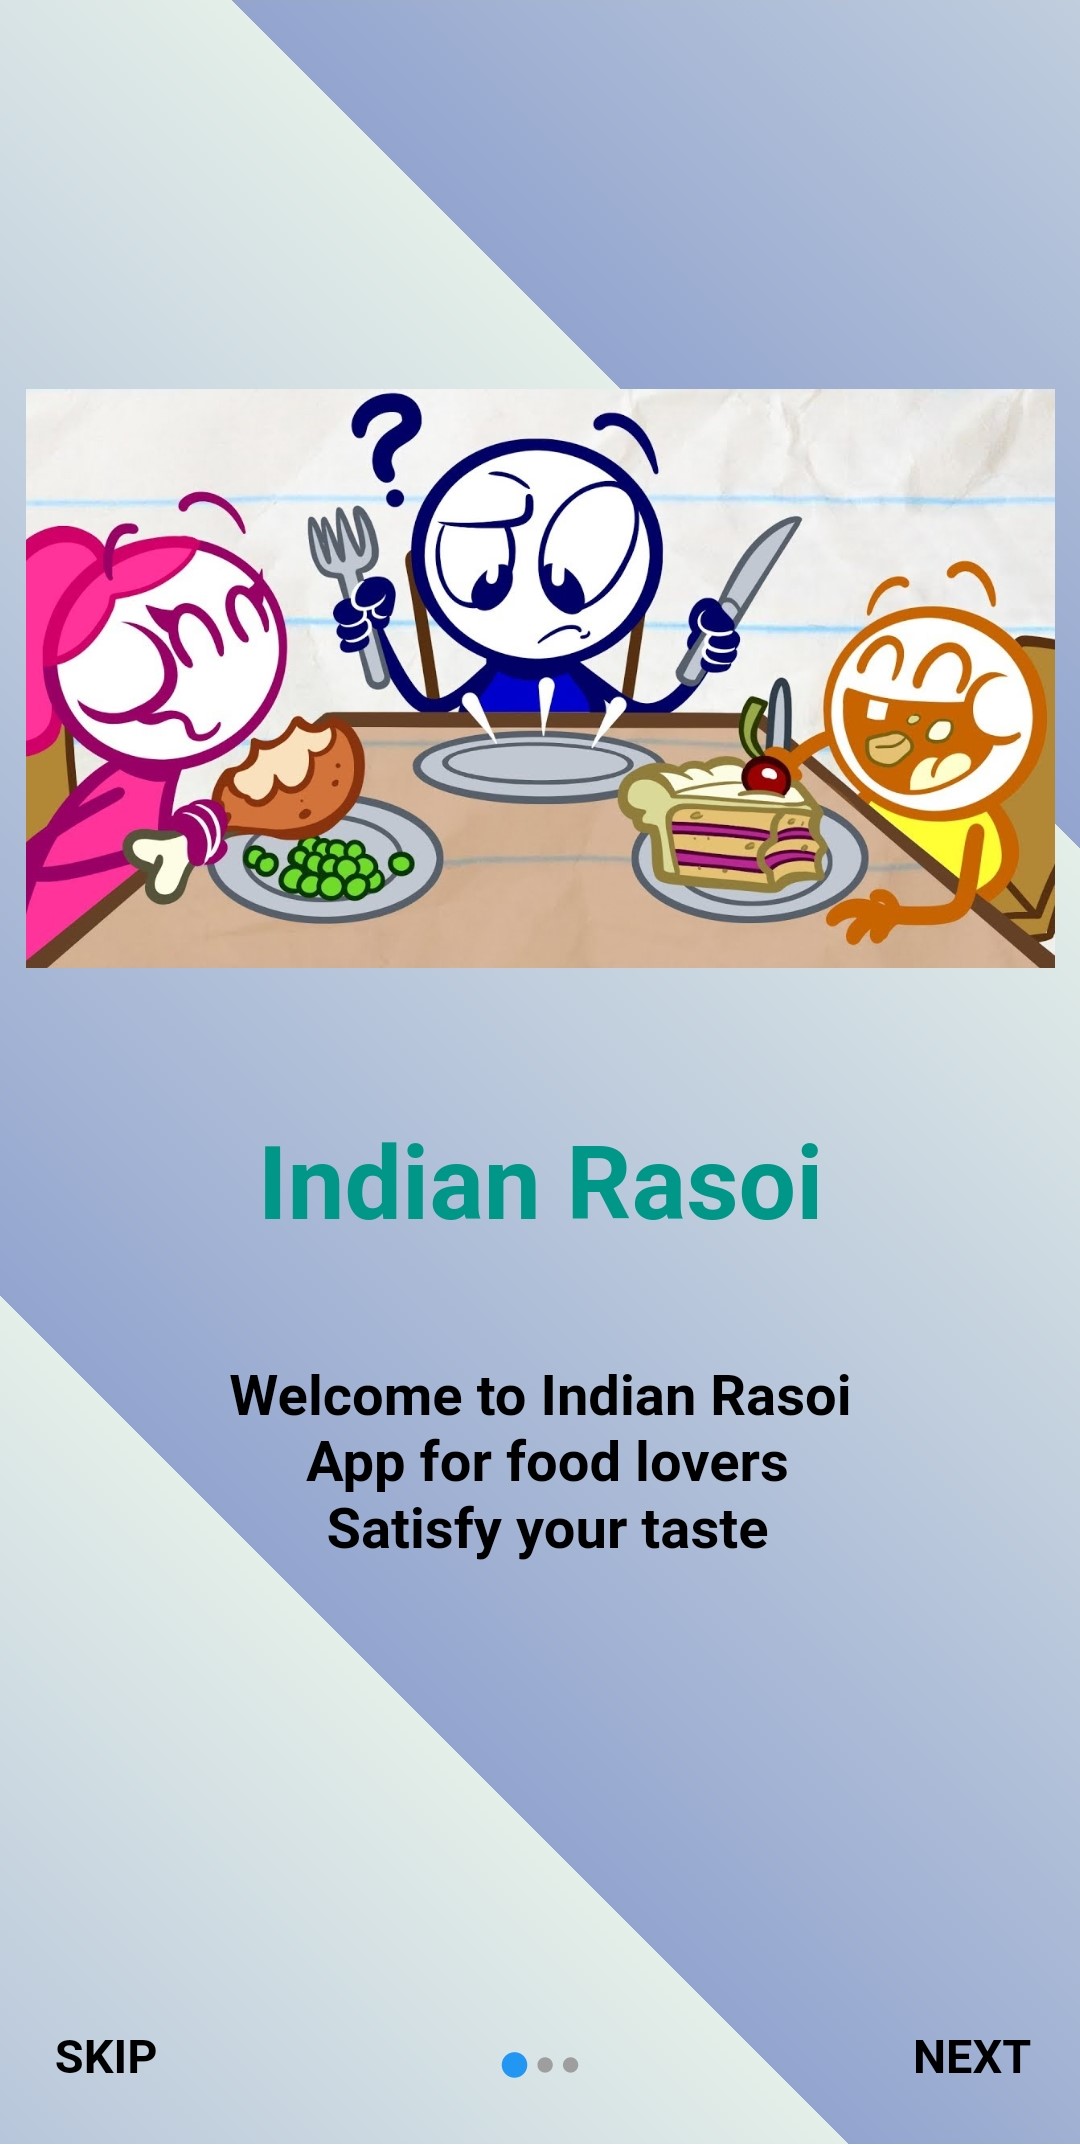 ?
Indian Rasoi
Welcome to Indian Rasoi
App for food lovers
Satisfy your taste
SKIP
NEXT